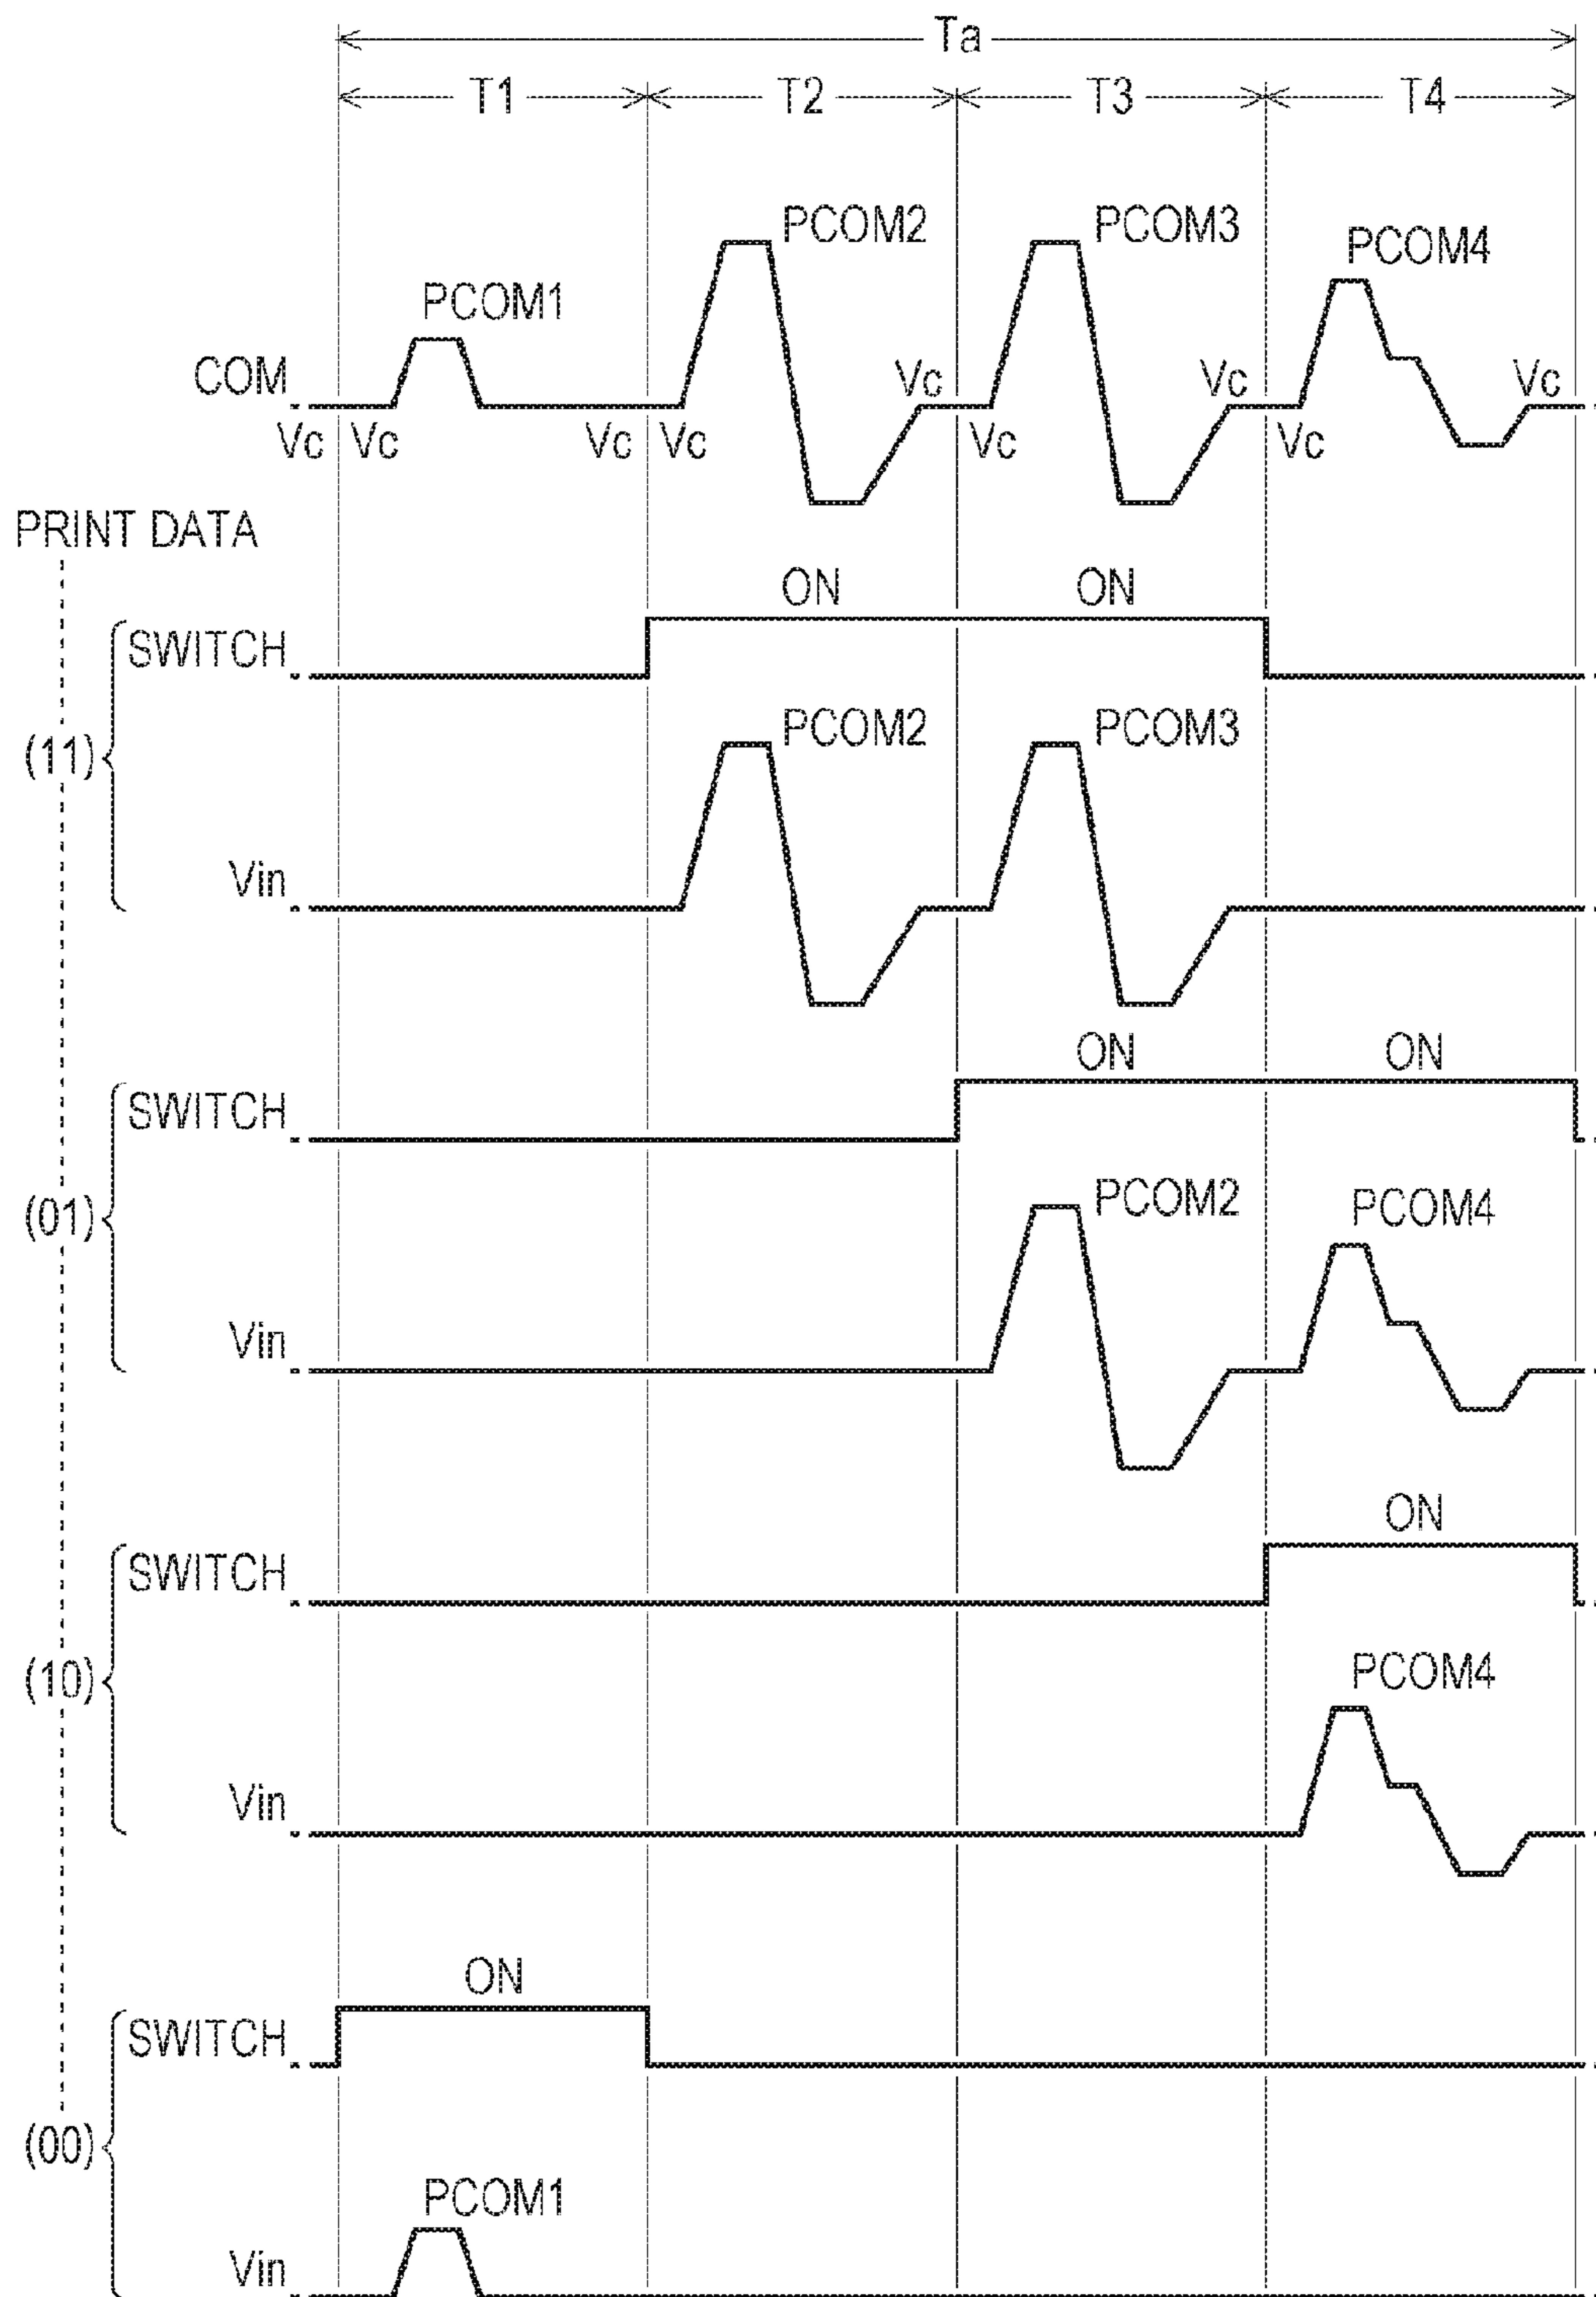 Ta
T1 T2 T3 T4
PCOM2 PCOM3 PCOM4
PCOM1
COM Vc Vc Vc
Vc Vc Vc Vc Vc Vc
PRINT DATA
ON ON
SWITCH
PCOM2 PCOM3
(11)
Vin
ON ON
SWITCH
PCOM2 PCOM4
(01)
Vin
ON
SWITCH
PCOM4
(10)
Vin
ON
SWITCH
(00)
PCOM1
Vin